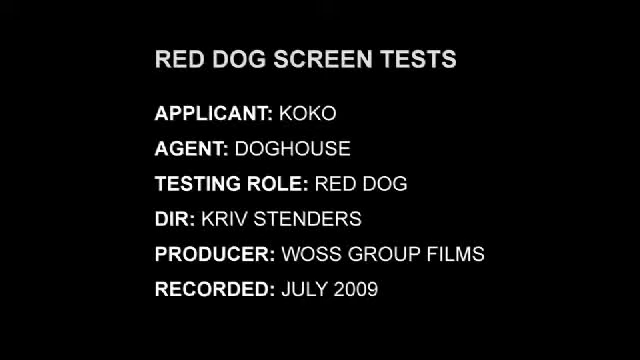 RED DOG SCREEN TESTS
APPLICANT: KOKO
AGENT: DOGHOUSE
TESTING ROLE: RED DOG
DIR: KRIV STENDERS
PRODUCER: WOSS GROUP FILMS
RECORDED: JULY 2009